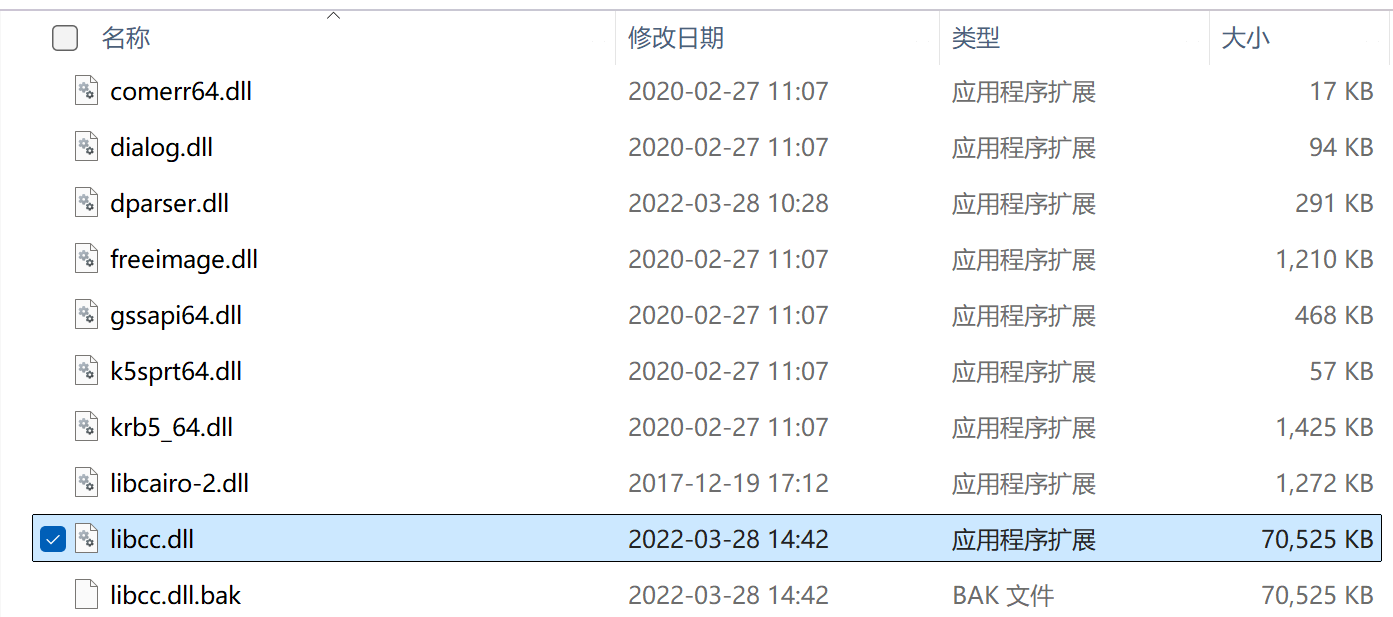 名称 修改日期 类型 大小
comerr64.dll 2020-02-27 11:07 应用程序扩展 17 KB
dialog.dll 2020-02-27 11:07 应用程序扩展 94 KB
dparser.dll 2022-03-28 10:28 应用程序扩展 291 KB
freeimage.dll 2020-02-27 11:07 应用程序扩展 1,210 KB
gssapi64.dll 2020-02-27 11:07 应用程序扩展 468 KB
k5sprt64.dll 2020-02-27 11:07 应用程序扩展 57 KB
krb5_64.dll 2020-02-27 11:07 应用程序扩展 1,425 KB
libcairo-2.dll 2017-12-19 17:12 应用程序扩展 1,272 KB
libcc.dll 2022-03-28 14:42 应用程序扩展 70,525 KB
libcc.dll.bak 2022-03-28 14:42 BAK 文件 70,525 KB